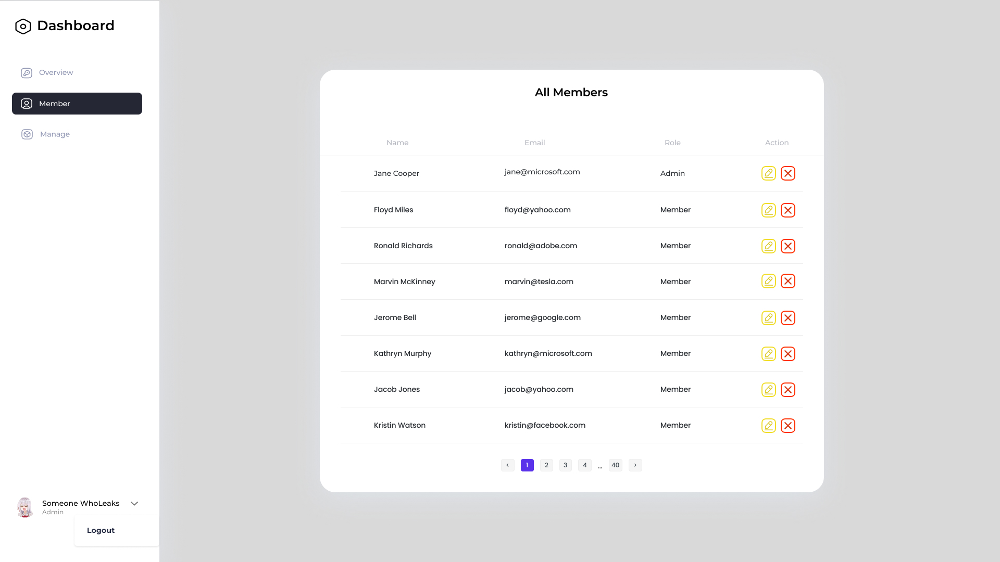 Dashboard
Overview
Member
Manage
All Members
Name Email Role Action
Jane Cooper jane@microsoft.com Admin
Floyd Miles floyd@yahoo.com Member
Ronald Richards ronald@adobe.com Member
Marvin McKinney marvin@tesla.com Member
Jerome Bell jerome@google.com Member
Kathryn Murphy kathryn@microsoft.com Member
Jacob Jones jacob@yahoo.com Member
Kristin Watson kristin@facebook.com Member
< 1 2 3 4 ... 40 >
Someone WhoLeaks
Admin
Logout